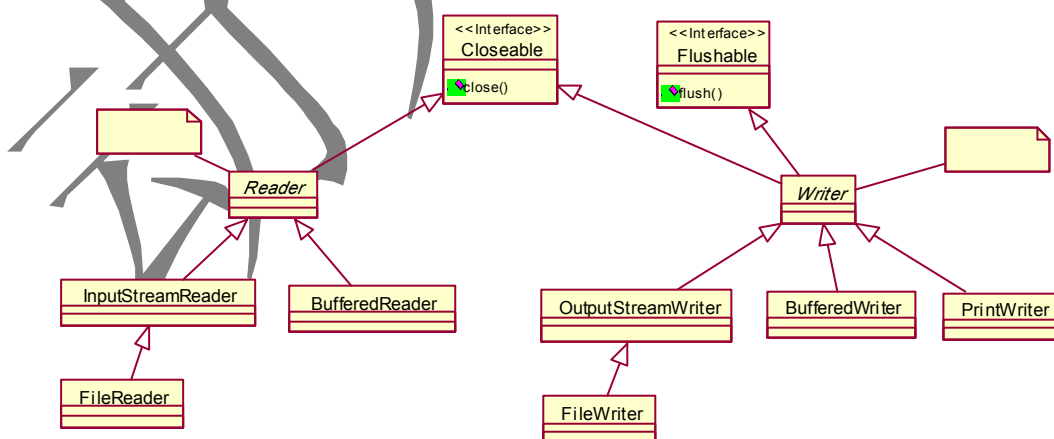 <<Interface>>
Closeable
close()
<<Interface>>
Flushable
flush()
Reader
Writer
InputStreamReader
BufferedReader
OutputStreamWriter
BufferedWriter
PrintWriter
FileReader
FileWriter